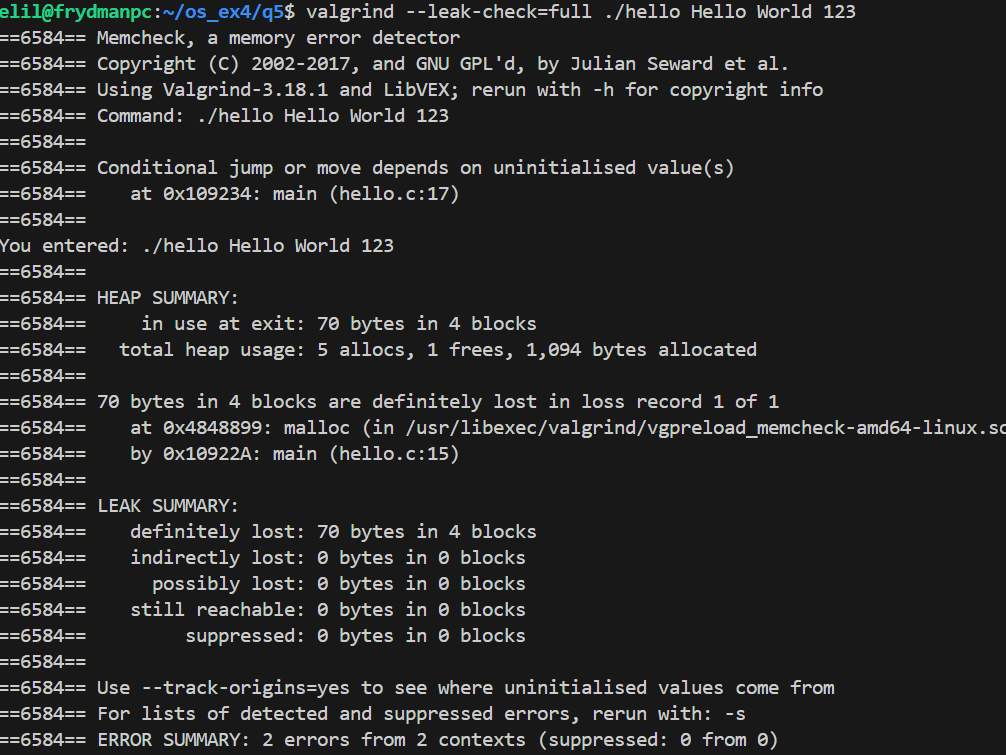 elil@frydmanpc:~/os_ex4/q5$ valgrind --leak-check=full ./hello Hello World 123
==6584== Memcheck, a memory error detector
==6584== Copyright (C) 2002-2017, and GNU GPL'd, by Julian Seward et al.
==6584== Using Valgrind-3.18.1 and LibVEX; rerun with -h for copyright info
==6584== Command: ./hello Hello World 123
==6584==
==6584== Conditional jump or move depends on uninitialised value(s)
==6584==    at 0x109234: main (hello.c:17)
==6584==
You entered: ./hello Hello World 123
==6584==
==6584== HEAP SUMMARY:
==6584==     in use at exit: 70 bytes in 4 blocks
==6584==   total heap usage: 5 allocs, 1 frees, 1,094 bytes allocated
==6584==
==6584== 70 bytes in 4 blocks are definitely lost in loss record 1 of 1
==6584==    at 0x4848899: malloc (in /usr/libexec/valgrind/vgpreload_memcheck-amd64-linux.so
==6584==    by 0x10922A: main (hello.c:15)
==6584==
==6584== LEAK SUMMARY:
==6584==    definitely lost: 70 bytes in 4 blocks
==6584==    indirectly lost: 0 bytes in 0 blocks
==6584==      possibly lost: 0 bytes in 0 blocks
==6584==    still reachable: 0 bytes in 0 blocks
==6584==         suppressed: 0 bytes in 0 blocks
==6584==
==6584== Use --track-origins=yes to see where uninitialised values come from
==6584== For lists of detected and suppressed errors, rerun with: -s
==6584== ERROR SUMMARY: 2 errors from 2 contexts (suppressed: 0 from 0)